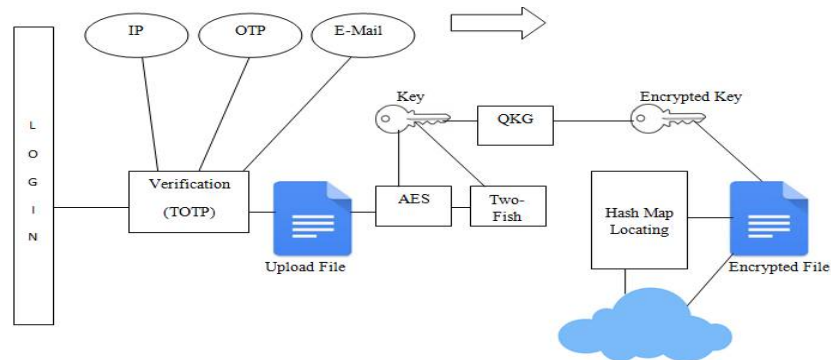 IP
OTP
E-Mail
L
O
G
I
N
Verification
(TOTP)
Upload File
Key
AES
Two-
Fish
QKG
Encrypted Key
Hash Map
Locating
Encrypted File